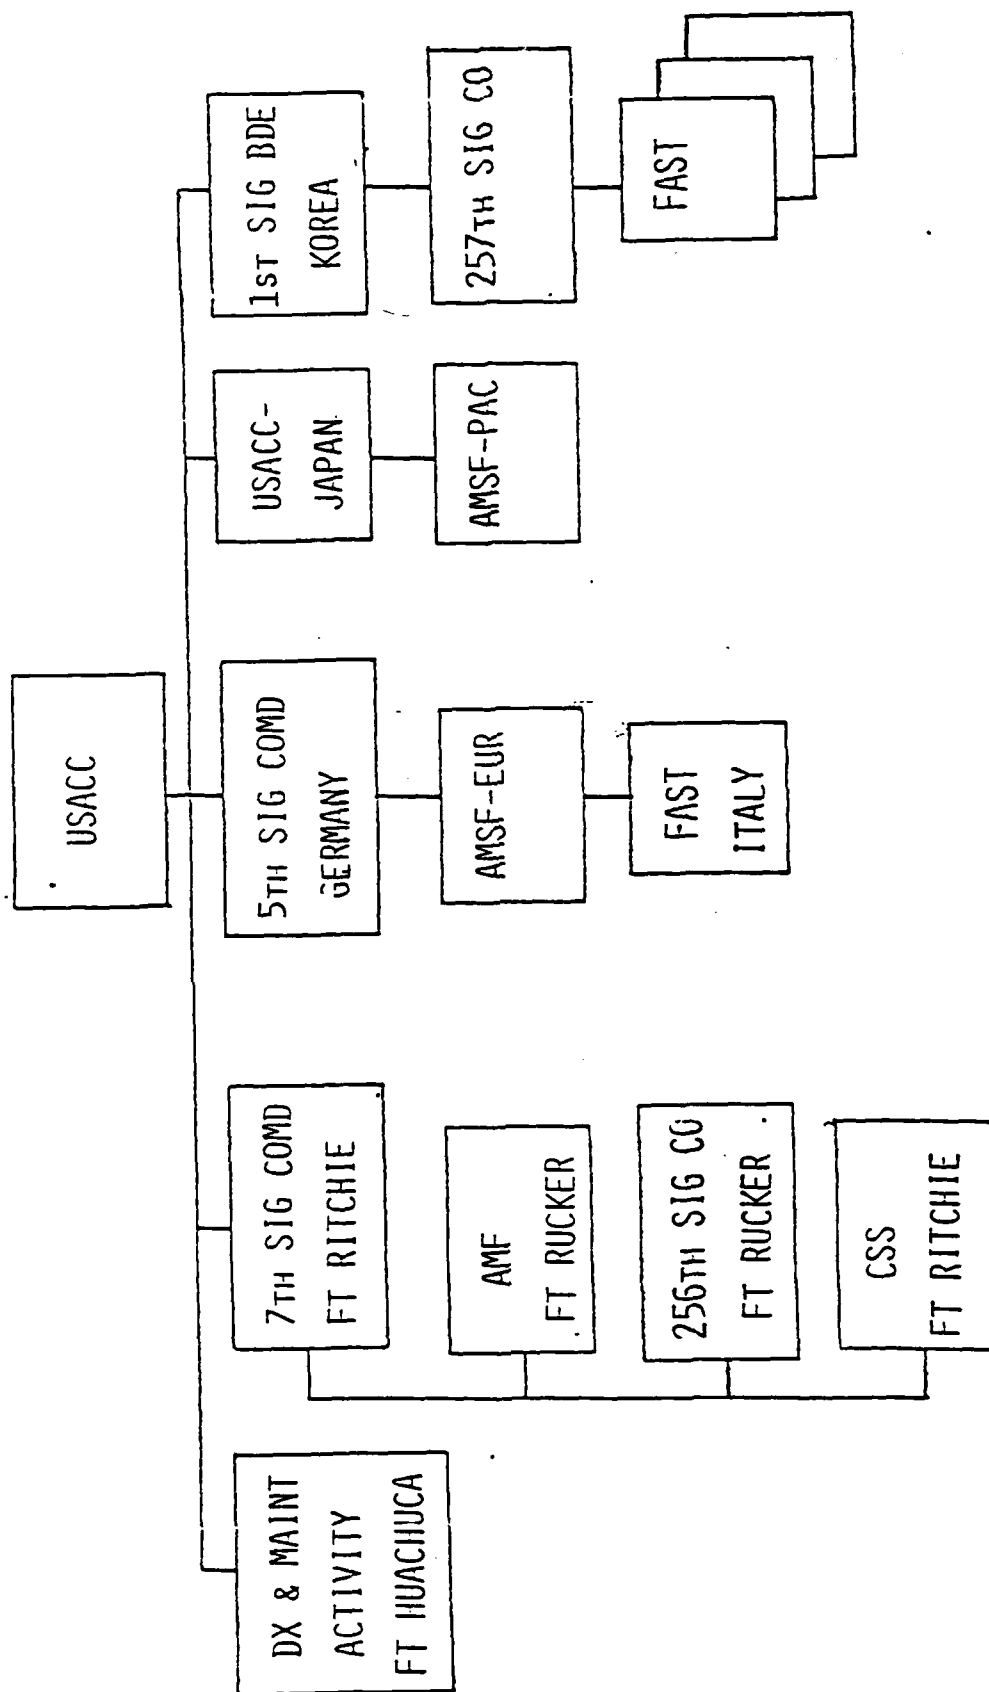 USACC
DX & MAINT
ACTIVITY
FT HUACHUCA
7TH SIG COMD
FT RITCHIE
AMF
FT RUCKER
256TH SIG CO
FT RUCKER
CSS
FT RITCHIE
5TH SIG COMD
GERMANY
AMSF-EUR
FAST
ITALY
USACC-
JAPAN
AMSF-PAC
1ST SIG BDE
KOREA
257TH SIG CO
FAST